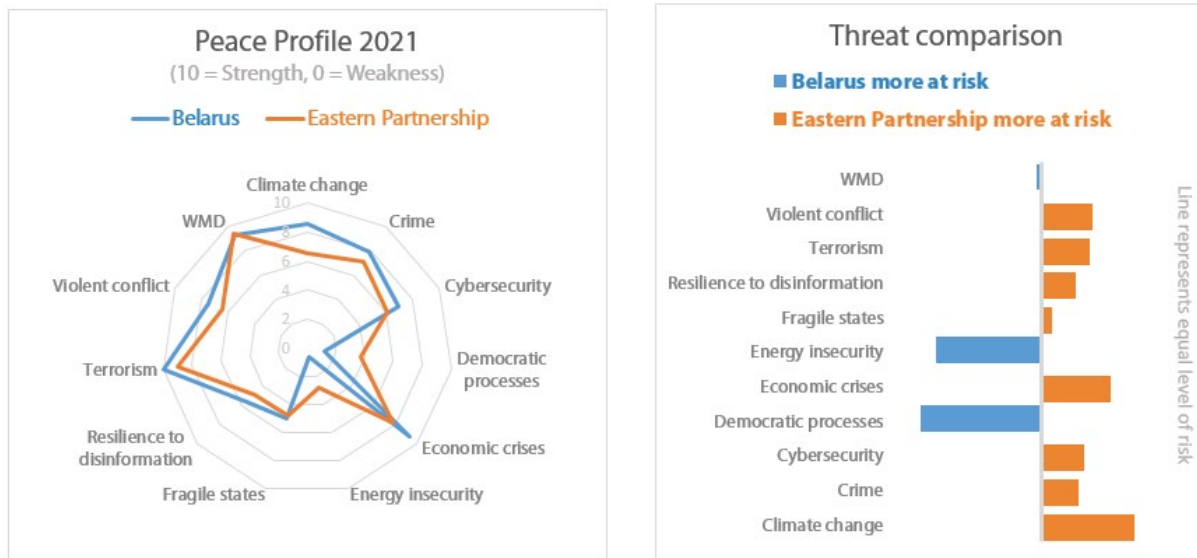 Peace Profile 2021
(10 = Strength, 0 = Weakness)
Belarus
Eastern Partnership
Climate change
10
WMD
Crime
8
6
Violent conflict
Cybersecurity
4
2
0
Terrorism
Democratic
processes
Resilience to
disinformation
Economic crises
Fragile states
Energy insecurity
Threat comparison
Belarus more at risk
Eastern Partnership more at risk
WMD
Violent conflict
Terrorism
Resilience to disinformation
Fragile states
Energy insecurity
Economic crises
Democratic processes
Cybersecurity
Crime
Climate change
Line represents equal level of risk